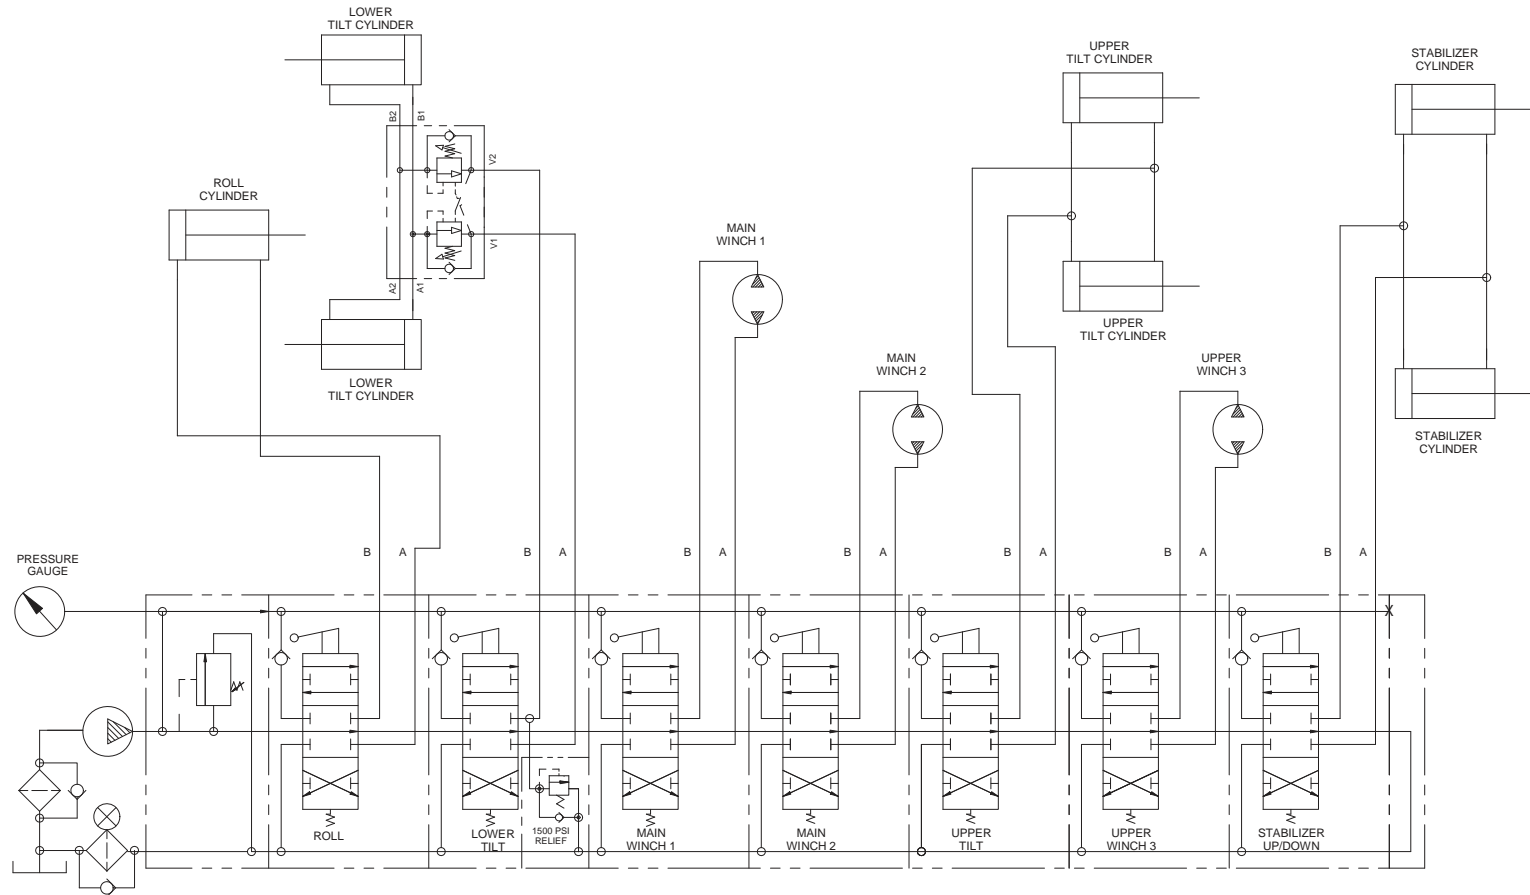 LOWER
TILT CYLINDER
UPPER
TILT CYLINDER
STABILIZER
CYLINDER
B2
B1
V2
ROLL
CYLINDER
V1
A2
A1
MAIN
WINCH 1
UPPER
TILT CYLINDER
LOWER
TILT CYLINDER
MAIN
WINCH 2
UPPER
WINCH 3
STABILIZER
CYLINDER
B A B A B A B A B A B A B A
PRESSURE
GAUGE
X
ROLL
LOWER
TILT
1500 PSI
RELIEF
MAIN
WINCH 1
MAIN
WINCH 2
UPPER
TILT
UPPER
WINCH 3
STABILIZER
UP/DOWN